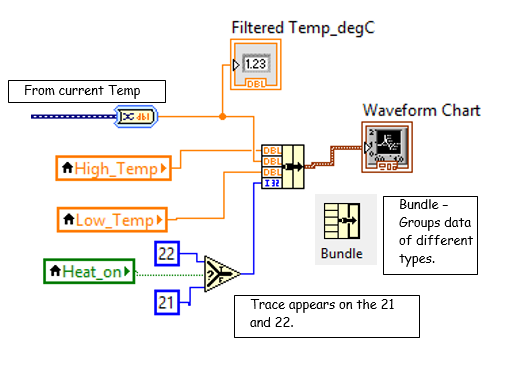 Filtered Temp_degC
1.23
DBL
From current Temp
dbl
Waveform Chart
High_Temp
DBL
DBL
DBL
I32
Low_Temp
Bundle
Bundle –
Groups data
of different
types.
22
Heat_on
?
21
Trace appears on the 21
and 22.